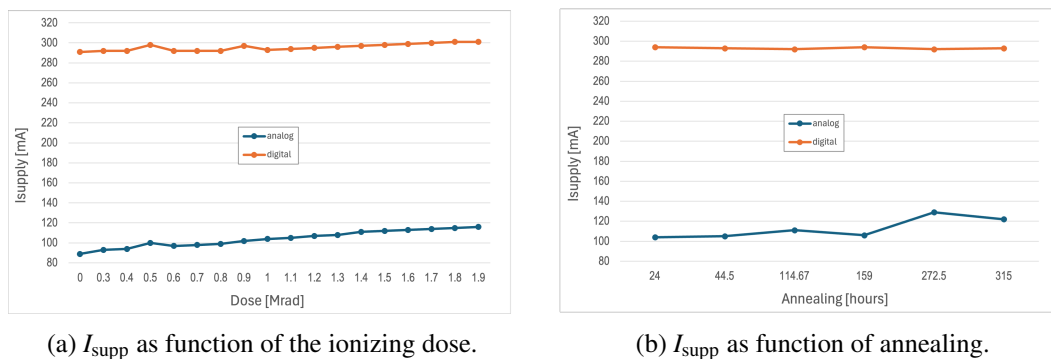 320
300
280
260
240
220
200
180
160
140
120
100
80
Isupply [mA]
analog
digital
0 0.3 0.4 0.5 0.6 0.7 0.8 0.9 1 1.1 1.2 1.3 1.4 1.5 1.6 1.7 1.8 1.9
Dose [Mrad]
(a) Isupp as function of the ionizing dose.
320
300
280
260
240
220
200
180
160
140
120
100
80
Isupply [mA]
analog
digital
24 44.5 114.67 159 272.5 315
Annealing [hours]
(b) Isupp as function of annealing.